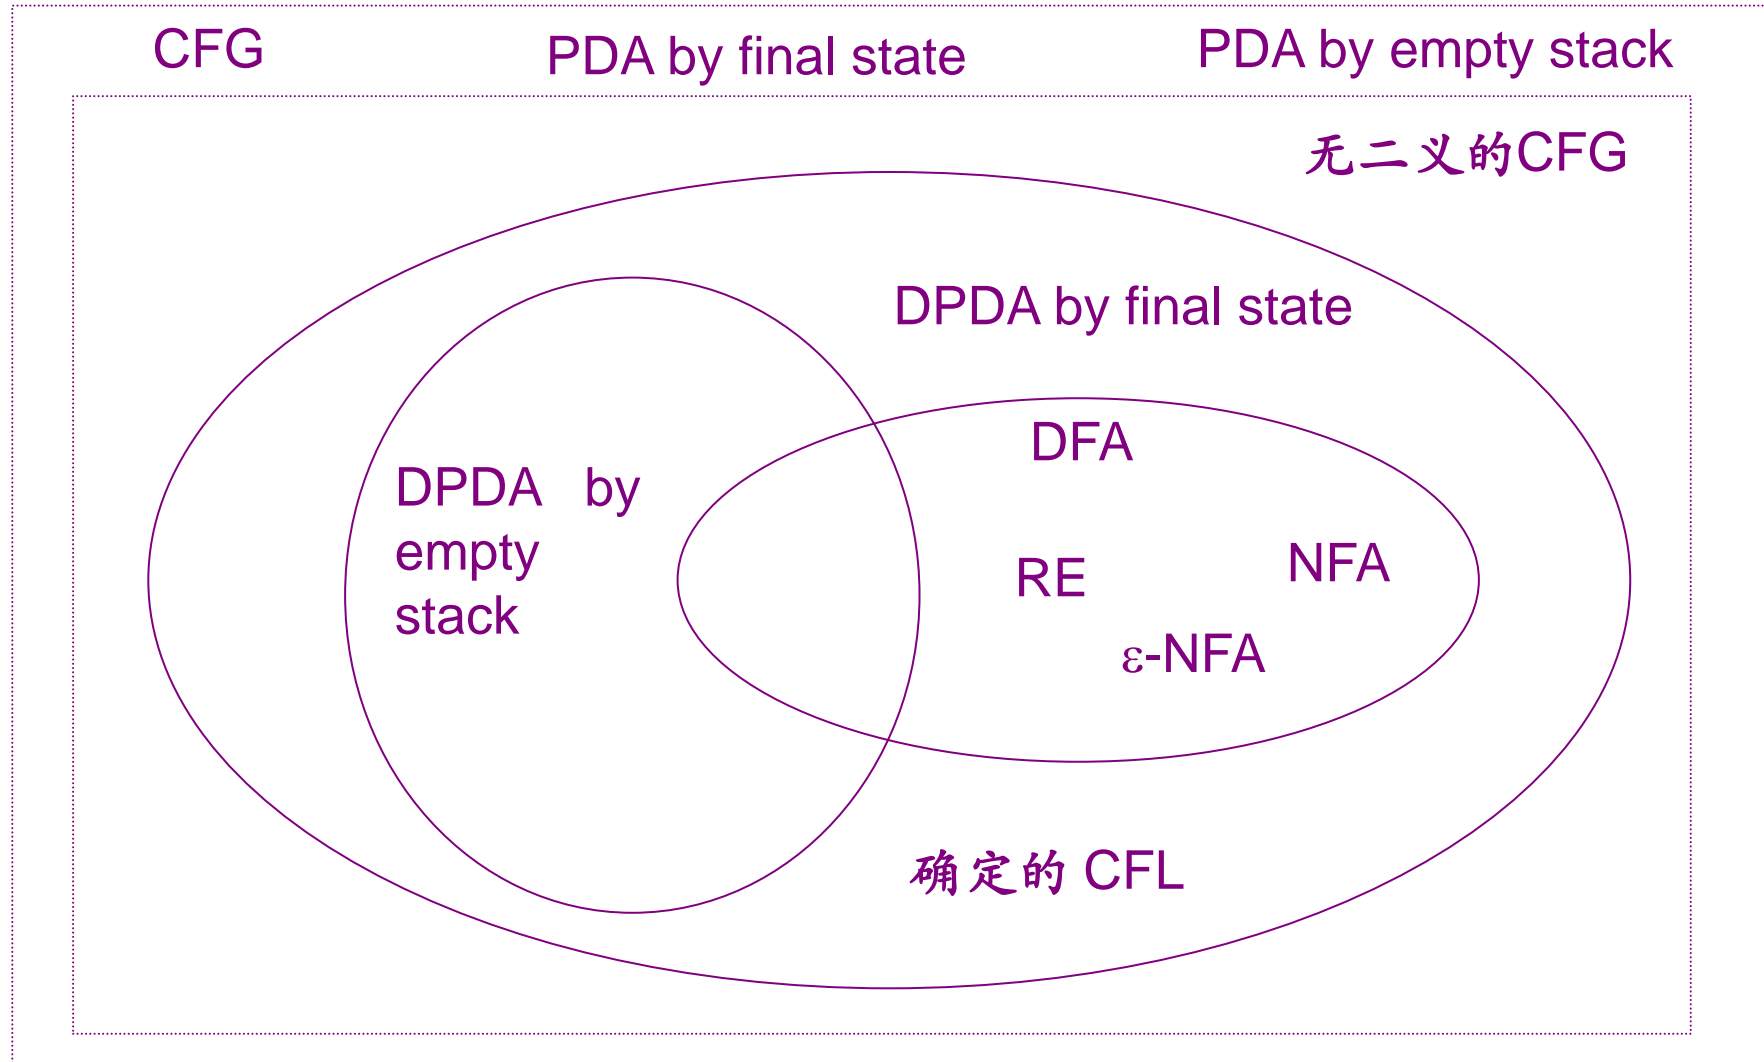 CFG
PDA by final state
PDA by empty stack
无二义的CFG
DPDA by final state
DFA
DPDA by
empty
stack
RE
NFA
ε-NFA
确定的 CFL